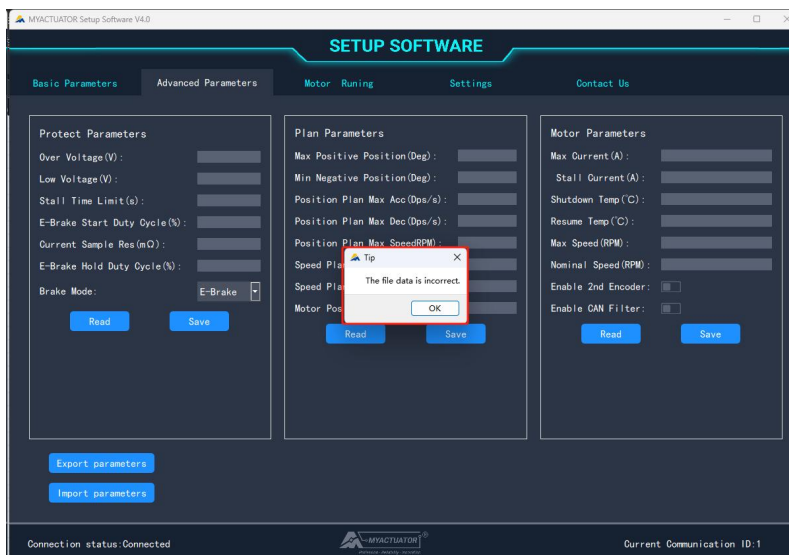 MYACTUATOR Setup Software V4.0
SETUP SOFTWARE
Basic Parameters
Advanced Parameters
Motor Runing
Settings
Contact Us
Protect Parameters
Over Voltage(V):
Low Voltage(V):
Stall Time Limit(s):
E-Brake Start Duty Cycle(%):
Current Sample Res(mΩ):
E-Brake Hold Duty Cycle(%):
Brake Mode: E-Brake
Read Save
Plan Parameters
Max Positive Position(Deg):
Min Negative Position(Deg):
Position Plan Max Acc(Dps/s):
Position Plan Max Dec(Dps/s):
Position Plan Max SpeedRPM):
Speed Pla
Speed Pla
Motor Pos
Read Save
Tip
The file data is incorrect.
OK
Motor Parameters
Max Current(A):
Stall Current(A):
Shutdown Temp(℃):
Resume Temp(℃):
Max Speed(RPM):
Nominal Speed(RPM):
Enable 2nd Encoder:
Enable CAN Filter:
Read Save
Export parameters
Import parameters
Connection status:Connected
MYACTUATOR®
Current Communication ID:1